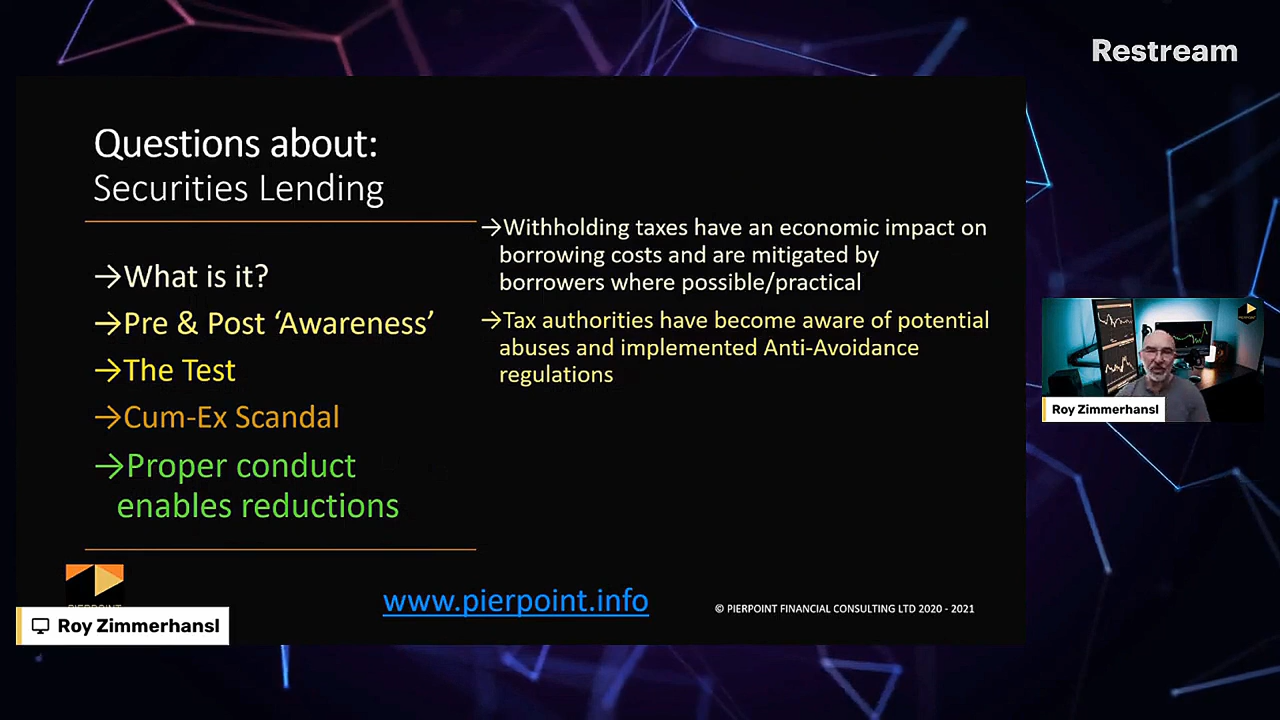 Restream
Questions about:
Securities Lending
→What is it?
→Pre & Post ‘Awareness’
→The Test
→Cum-Ex Scandal
→Proper conduct
enables reductions
→Withholding taxes have an economic impact on
borrowing costs and are mitigated by
borrowers where possible/practical
→Tax authorities have become aware of potential
abuses and implemented Anti-Avoidance
regulations
Roy Zimmerhansl
www.pierpoint.info
© PIERPOINT FINANCIAL CONSULTING LTD 2020 - 2021
Roy Zimmerhansl